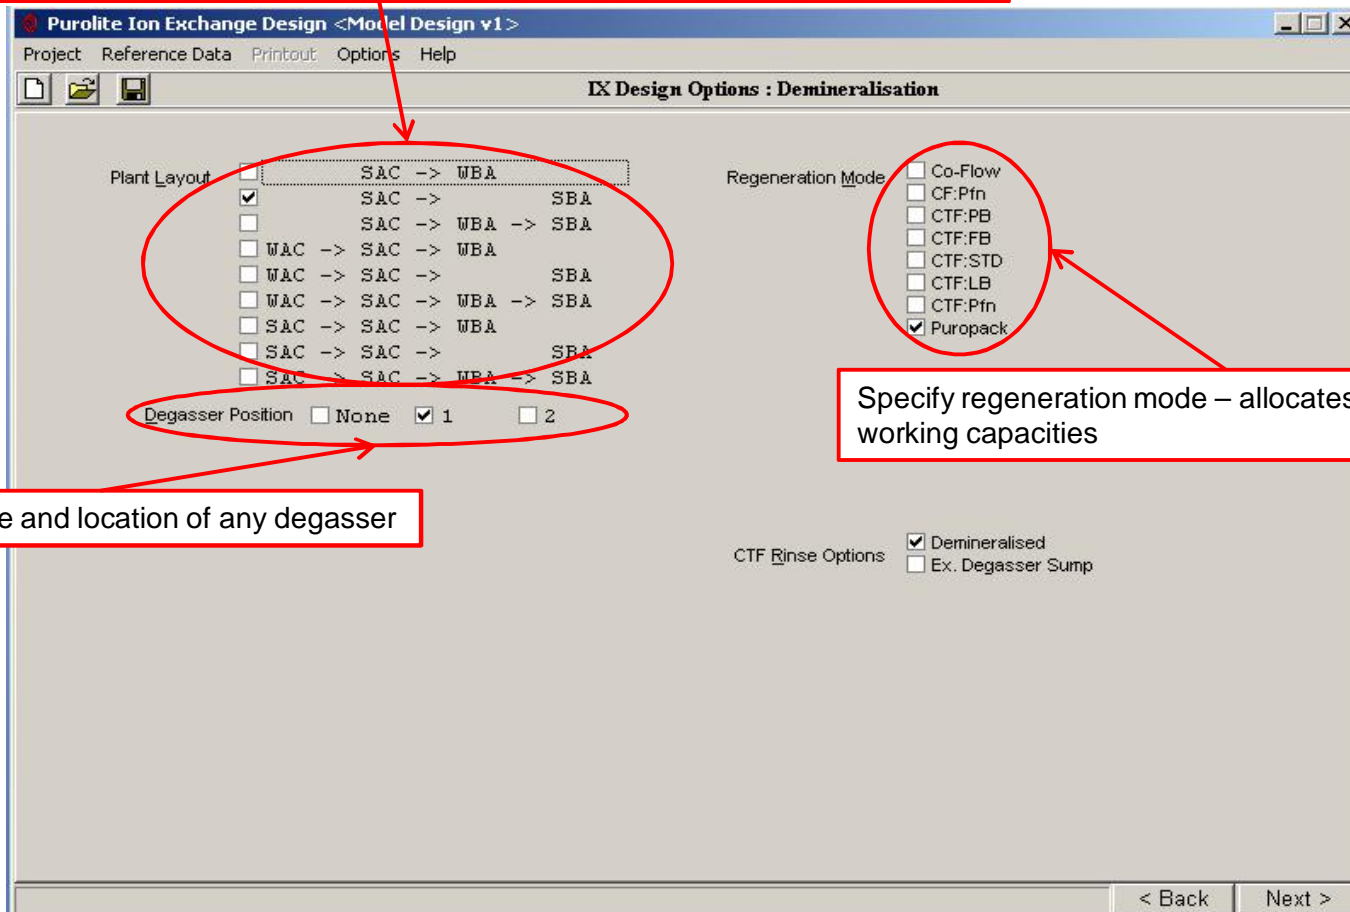 Purolite Ion Exchange Design <Model Design v1>
Project Reference Data Printout Options Help
IX Design Options : Demineralisation
Plant Layout
SAC -> WBA
SAC -> SBA
SAC -> WBA -> SBA
WAC -> SAC -> WBA
WAC -> SAC -> SBA
WAC -> SAC -> WBA -> SBA
SAC -> SAC -> WBA
SAC -> SAC -> SBA
SAC -> SAC -> WBA -> SBA
Degasser Position None 1 2
Regeneration Mode
Co-Flow
CF:Pfn
CTF:PB
CTF:FB
CTF:STD
CTF:LB
CTF:Pfn
Puropack
Specify regeneration mode – allocates
working capacities
e and location of any degasser
CTF Rinse Options
Demineralised
Ex. Degasser Sump
< Back Next >